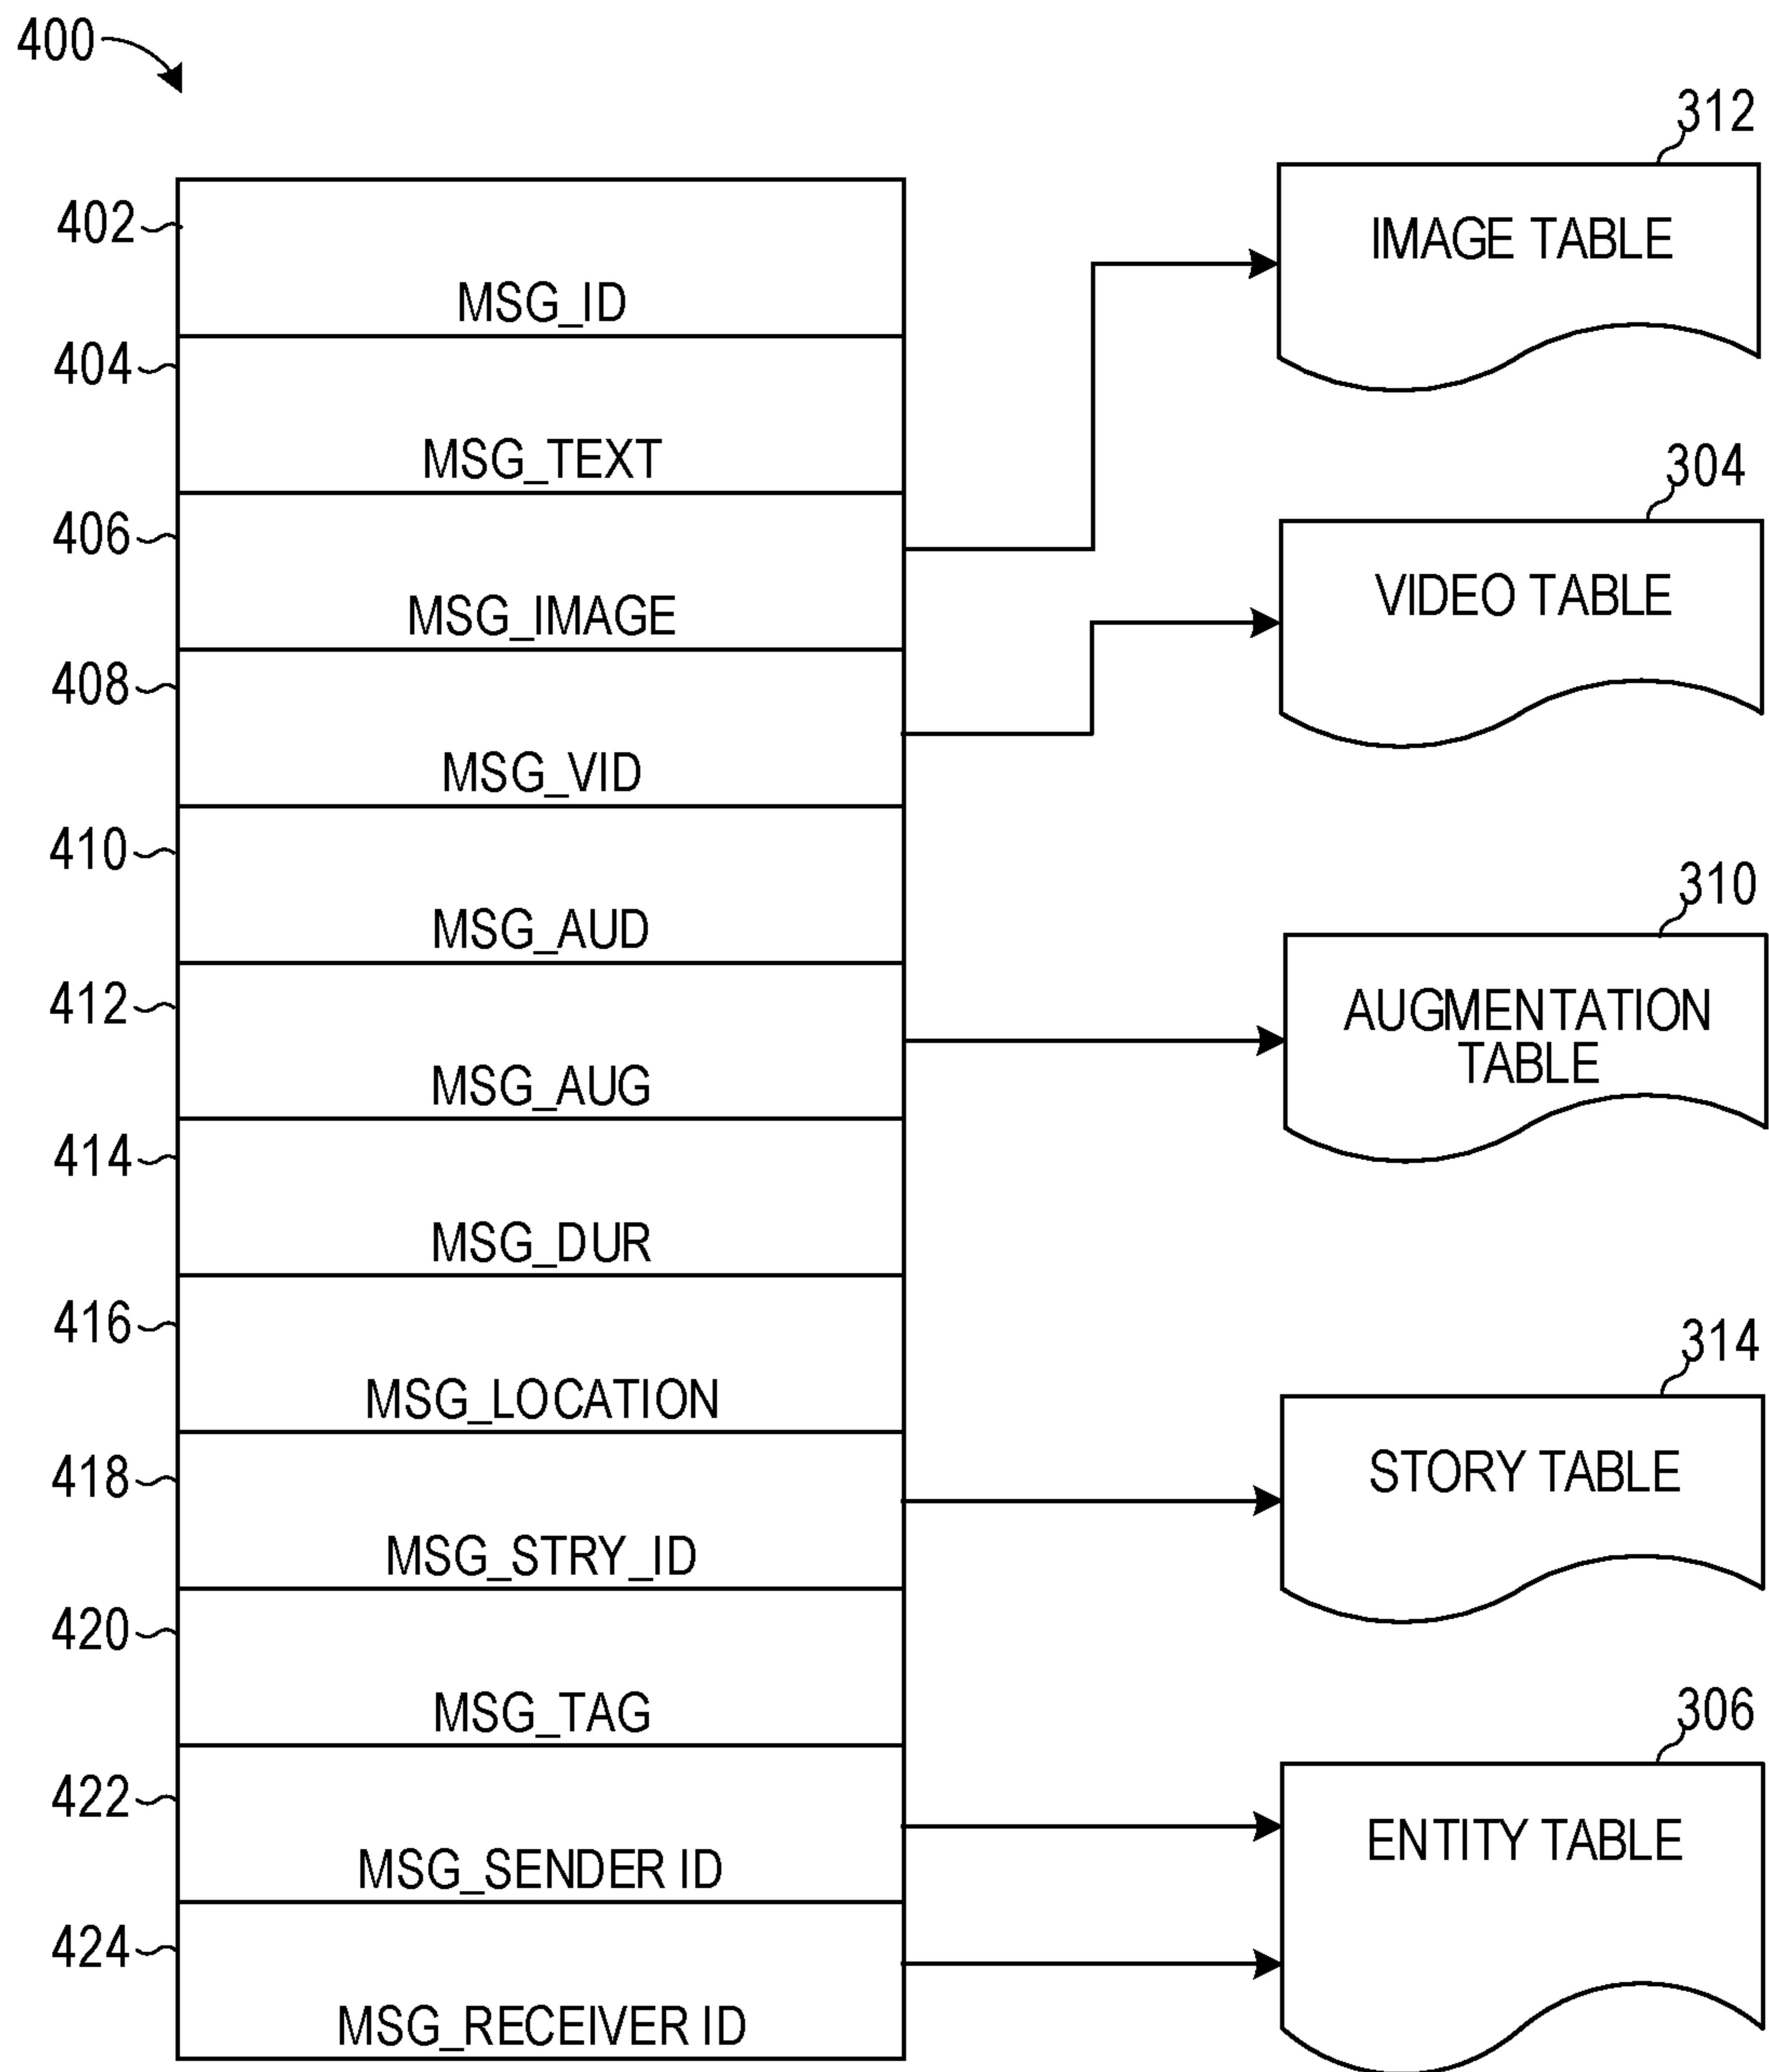 400
402
MSG_ID
404
MSG_TEXT
406
MSG_IMAGE
408
MSG_VID
410
MSG_AUD
412
MSG_AUG
414
MSG_DUR
416
MSG_LOCATION
418
MSG_STRY_ID
420
MSG_TAG
422
MSG_SENDER ID
424
MSG_RECEIVER ID
312
IMAGE TABLE
304
VIDEO TABLE
310
AUGMENTATION
TABLE
314
STORY TABLE
306
ENTITY TABLE